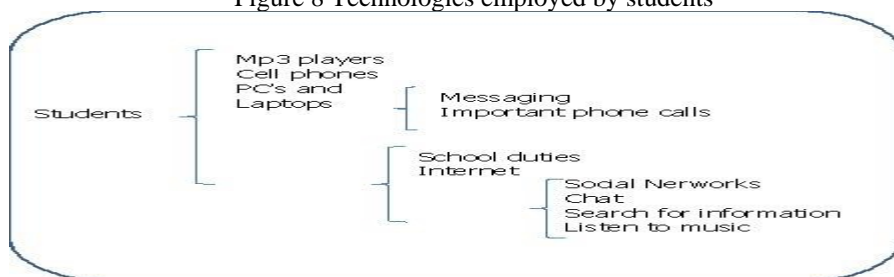 Figure 8 Technologies employed by students
Mp3 players
Cell phones
PC's and
Laptops
Messaging
Important phone calls
Students
School duties
Internet
Social Nerworks
Chat
Search for information
Listen to music